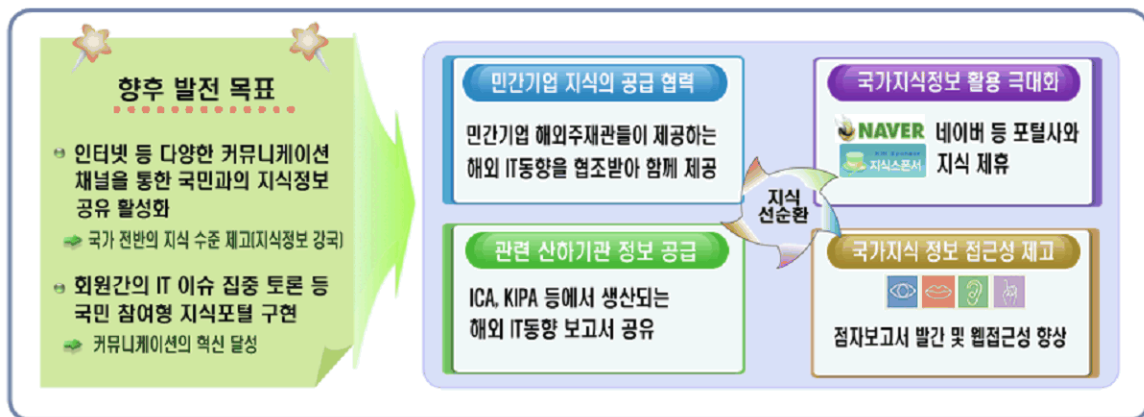 향후 발전 목표
인터넷 등 다양한 커뮤니케이션
채널을 통한 국민과의 지식정보
공유 활성화
국가 전반의 지식 수준 제고(지식정보 강국)
회원간의 IT 이슈 집중 토론 등
국민 참여형 지식포털 구현
커뮤니케이션의 혁신 달성
민간기업 지식의 공급 협력
민간기업 해외주재관들이 제공하는
해외 IT동향을 협조받아 함께 제공
국가지식정보 활용 극대화
NAVER
지식스폰서
네이버 등 포털사와
지식 제휴
지식
선순환
관련 산하기관 정보 공급
ICA, KIPA 등에서 생산되는
해외 IT동향 보고서 공유
국가지식 정보 접근성 제고
점자보고서 발간 및 웹접근성 향상